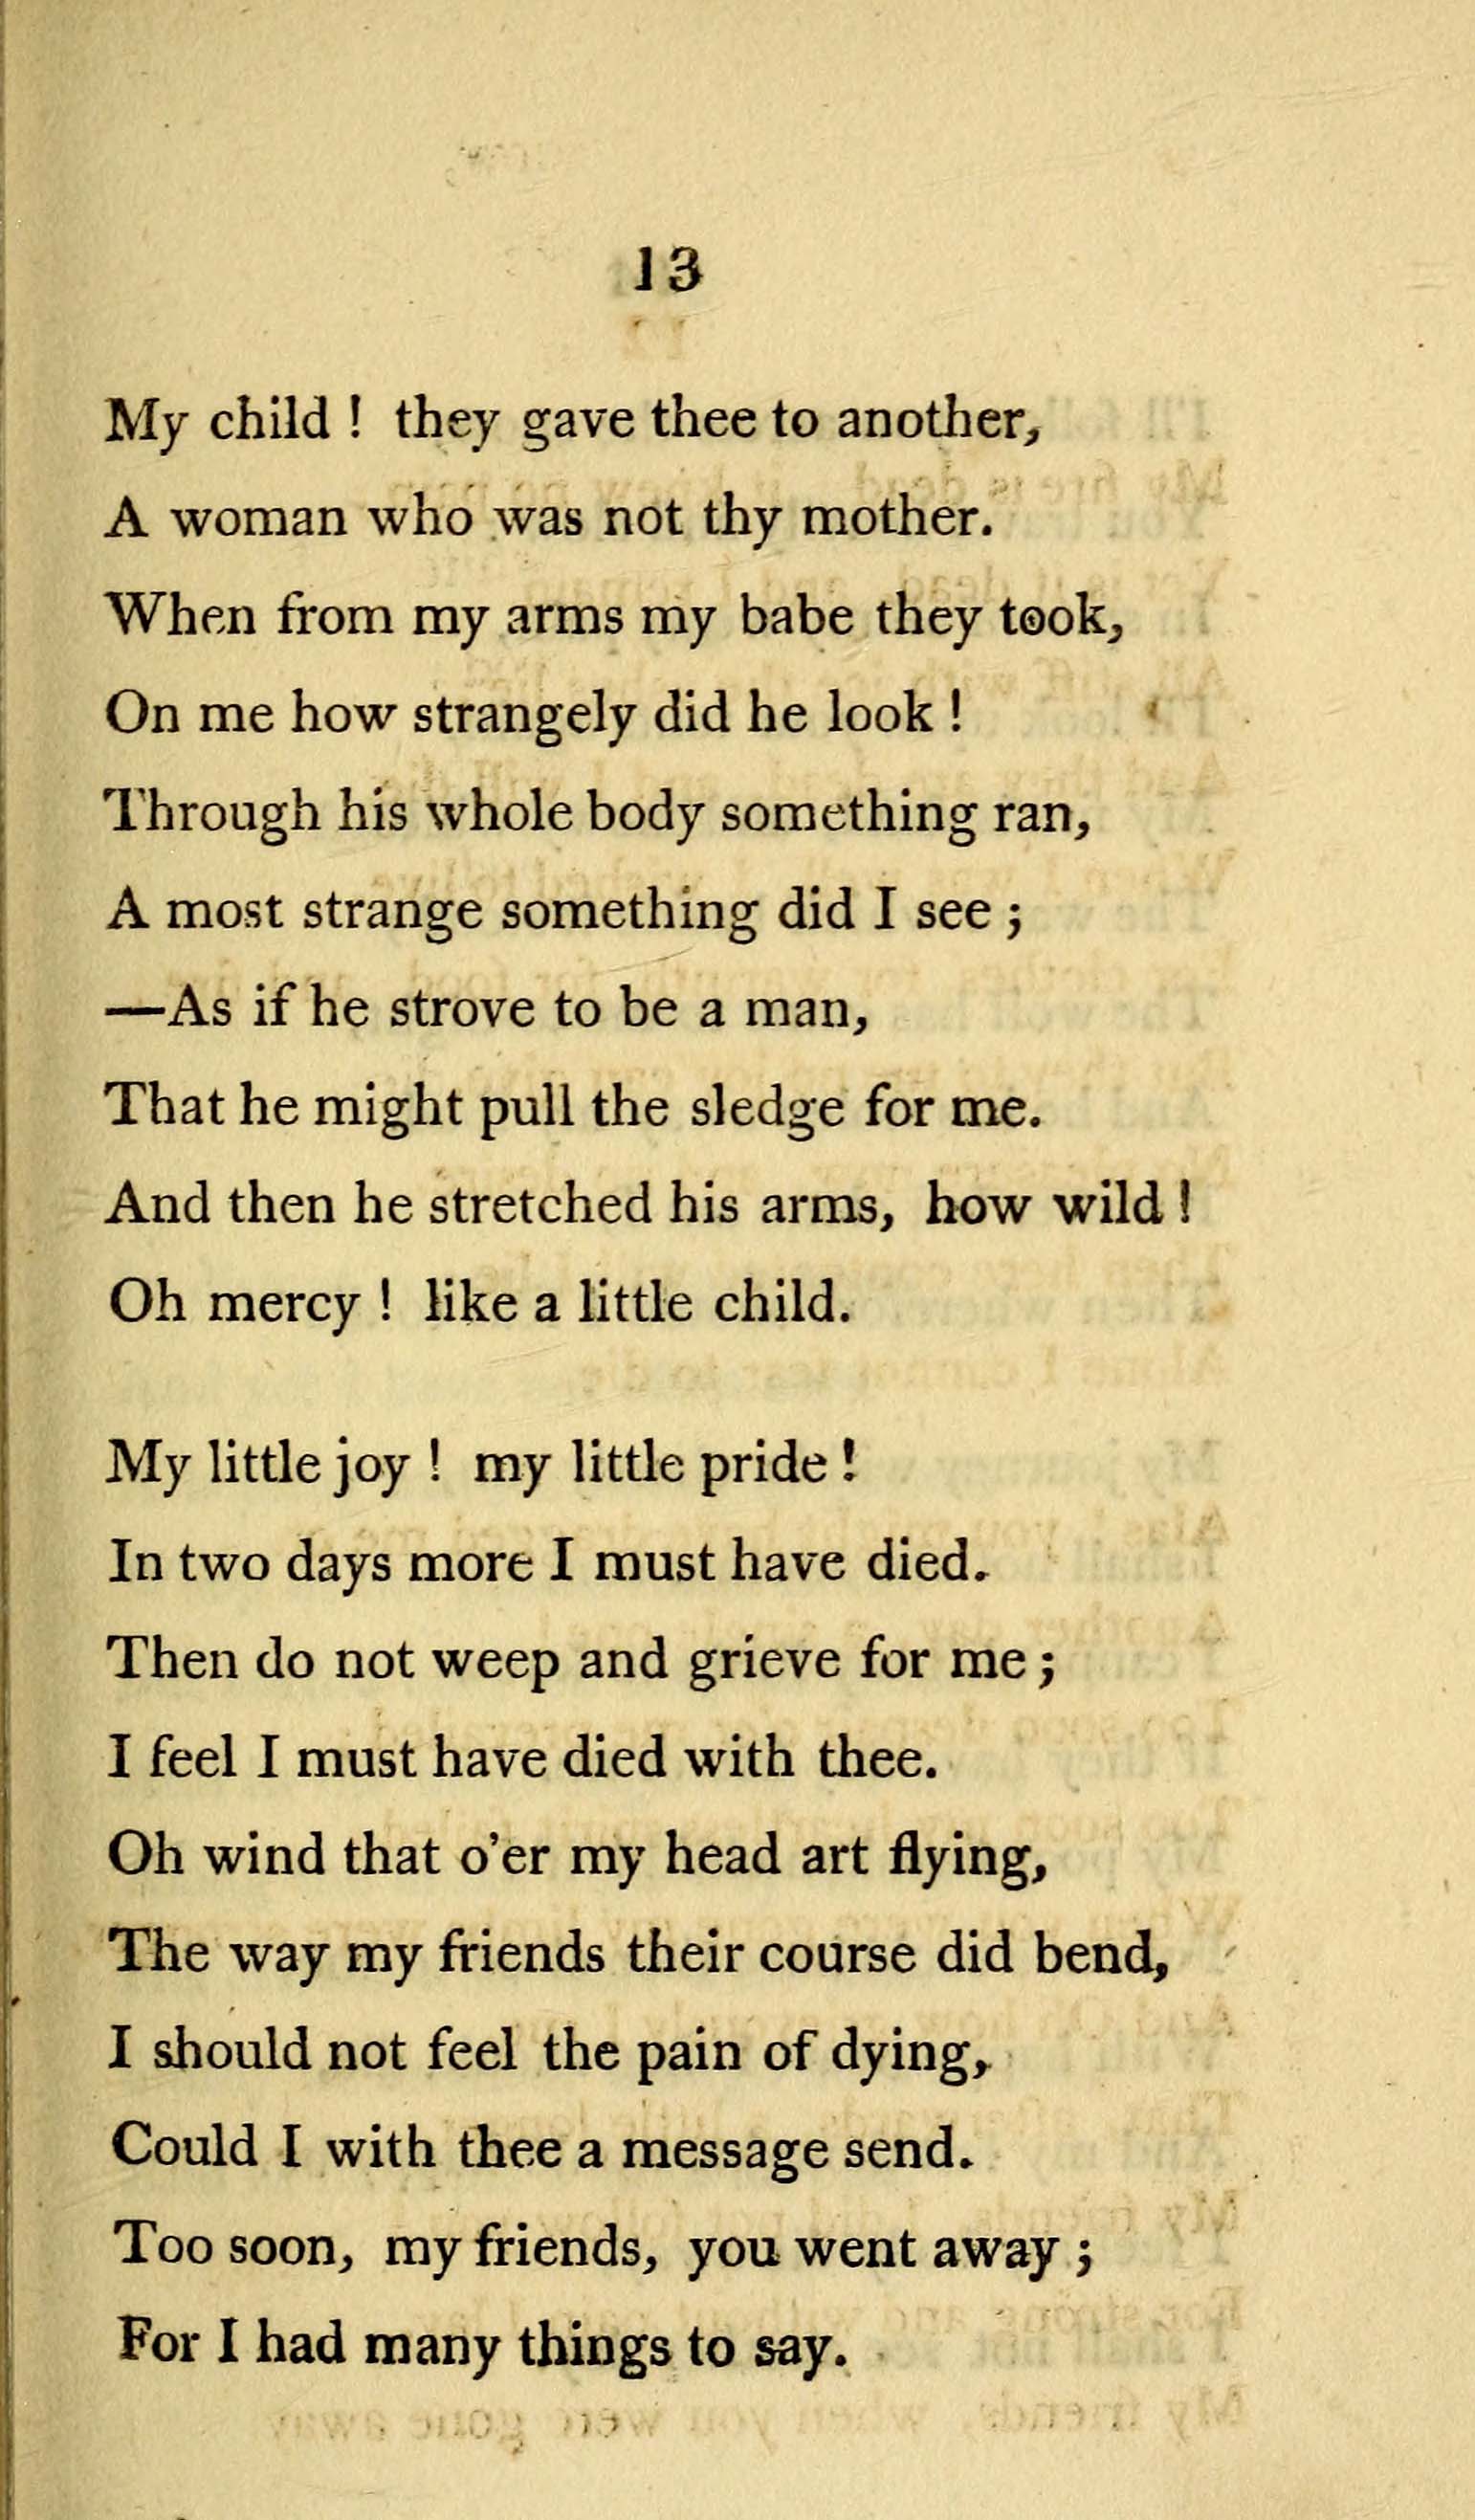 13
My child ! they gave thee to another,
A woman who was not thy mother.
When from my arms my babe they took,
On me how strangely did he look !
Through his whole body something ran,
A most strange something did I see ;
—As if he strove to be a man,
That he might pull the sledge for me.
And then he stretched his arms, how wild !
Oh mercy ! like a little child.
My little joy ! my little pride !
In two days more I must have died.
Then do not weep and grieve for me ;
I feel I must have died with thee.
Oh wind that o'er my head art flying,
The way my friends their course did bend,
I should not feel the pain of dying,
Could I with thee a message send.
Too soon, my friends, you went away ;
For I had many things to say.